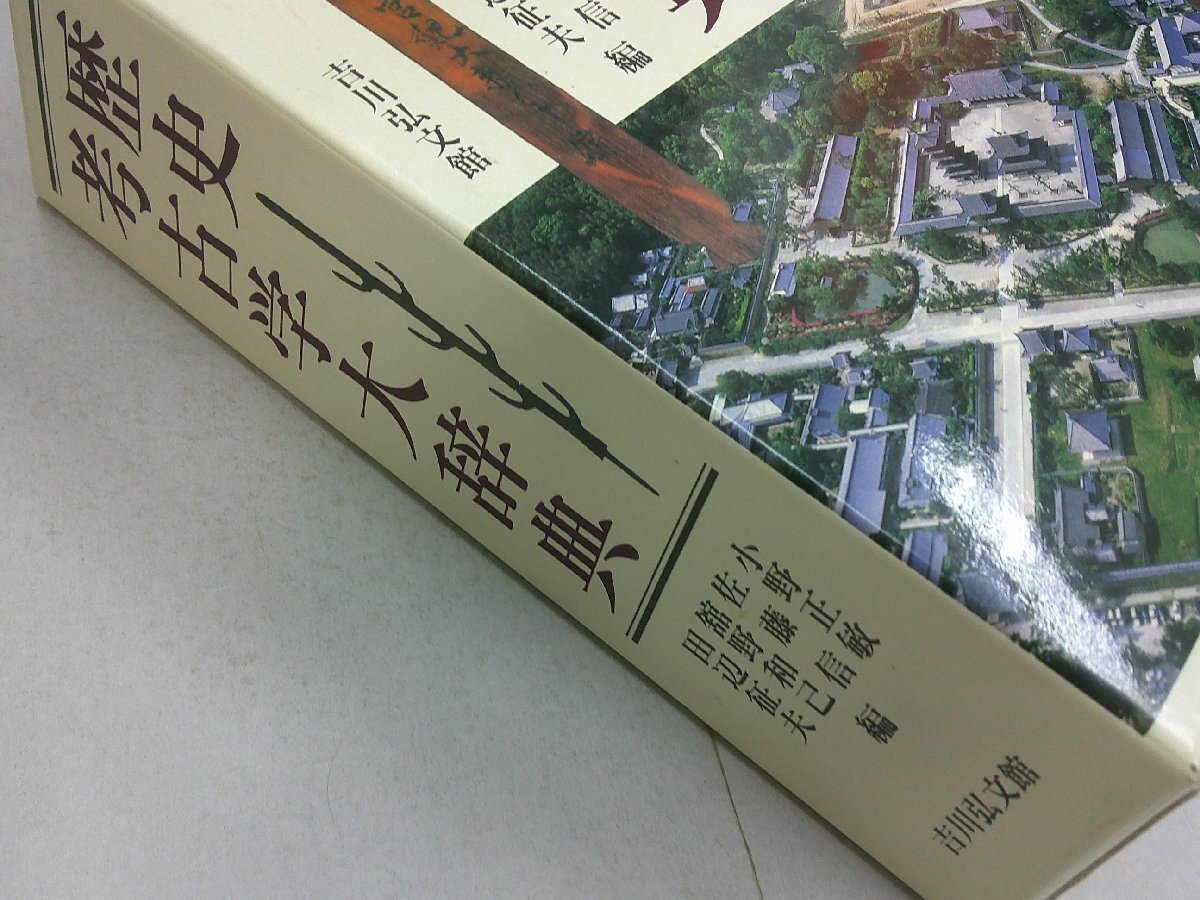 歴史
考古学大辞典
小野正敏
佐藤信
舘野和己
田辺征夫
編
吉川弘文館
信
征夫
編
吉川弘文館